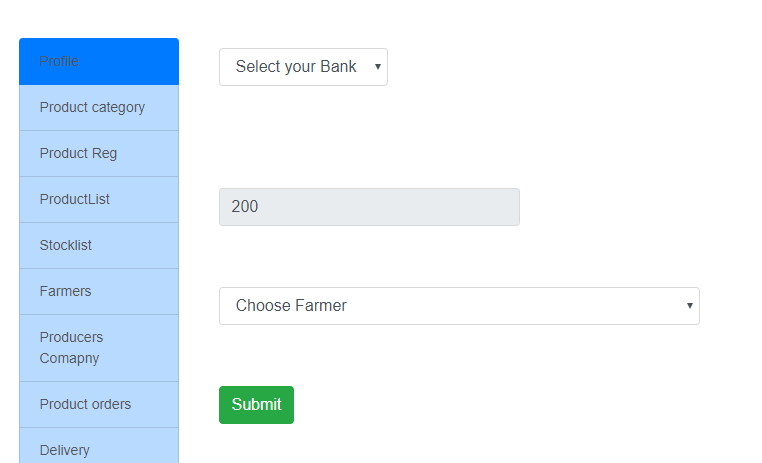 Profile
Product category
Product Reg
ProductList
Stocklist
Farmers
Producers
Comapny
Product orders
Delivery
Select your Bank
200
Choose Farmer
Submit